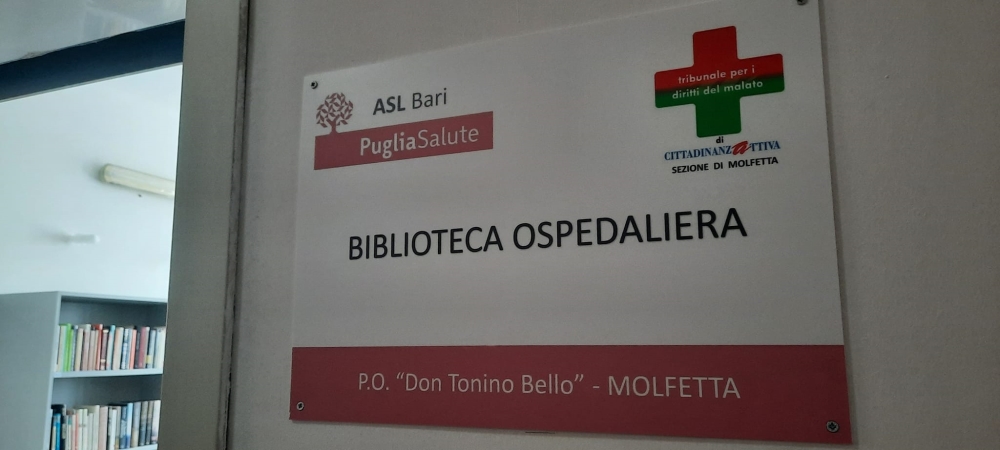 ASL Bari
PugliaSalute
tribunale per i
diritti del malato
di
CITTADINANZATTIVA
SEZIONE DI MOLFETTA
BIBLIOTECA OSPEDALIERA
P.O. “Don Tonino Bello” - MOLFETTA